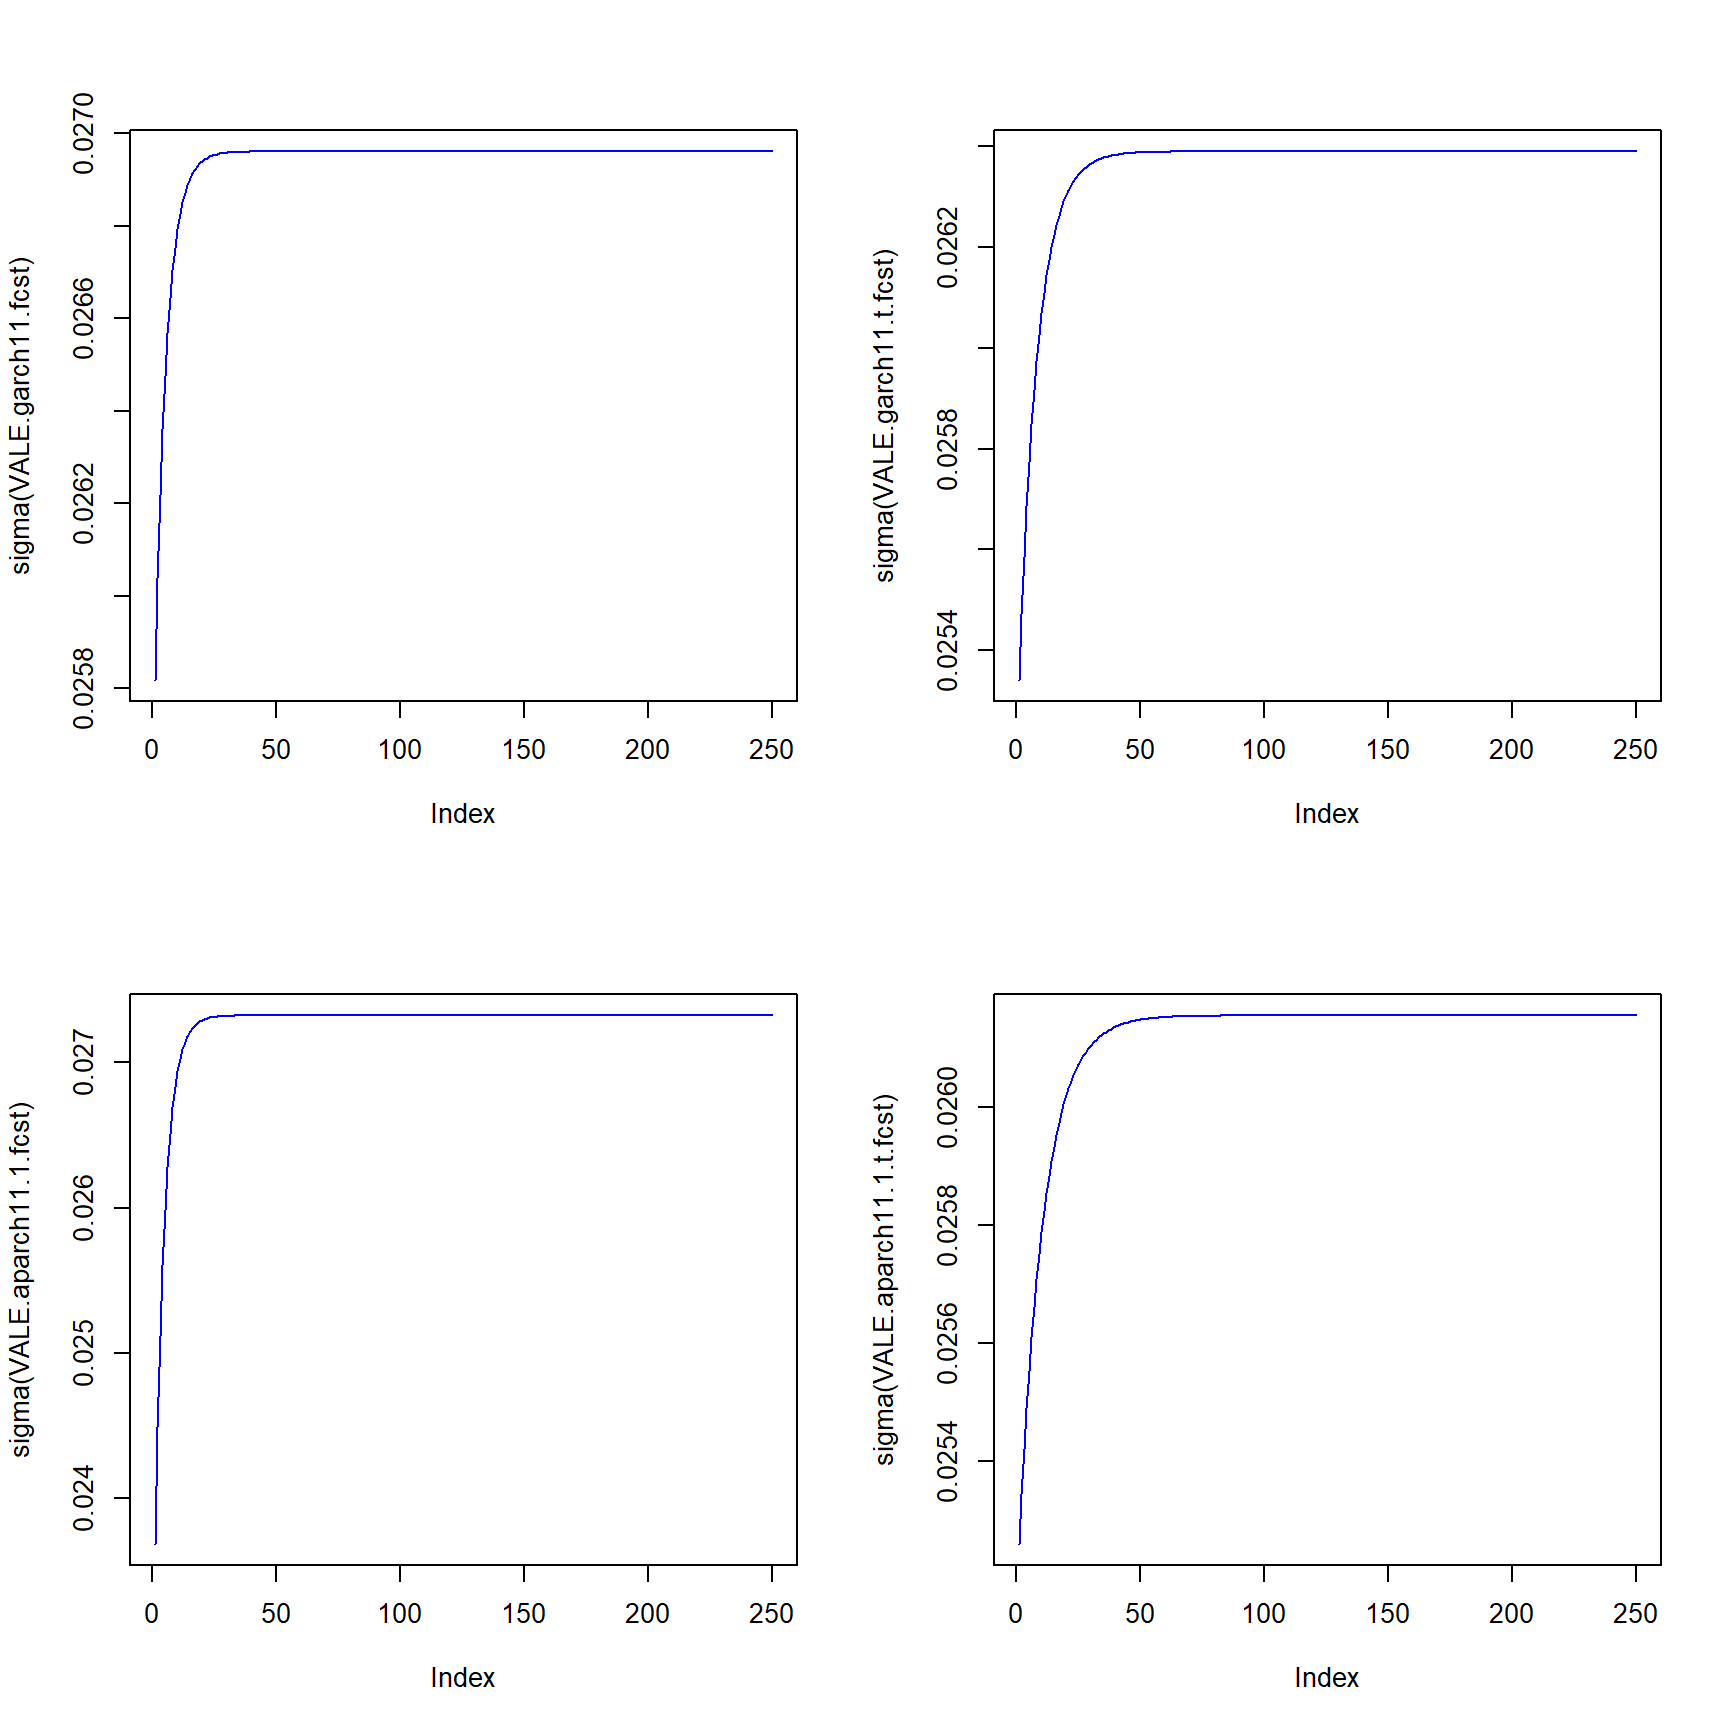 sigma(VALE.garch11.fcst)
0.0270
0.0266
0.0262
0.0258
0 50 100 150 200 250
Index
sigma(VALE.garch11.t.fcst)
0.0262
0.0258
0.0254
0 50 100 150 200 250
Index
sigma(VALE.aparch11.1.fcst)
0.027
0.026
0.025
0.024
0 50 100 150 200 250
Index
sigma(VALE.aparch11.1.t.fcst)
0.0260
0.0258
0.0256
0.0254
0 50 100 150 200 250
Index